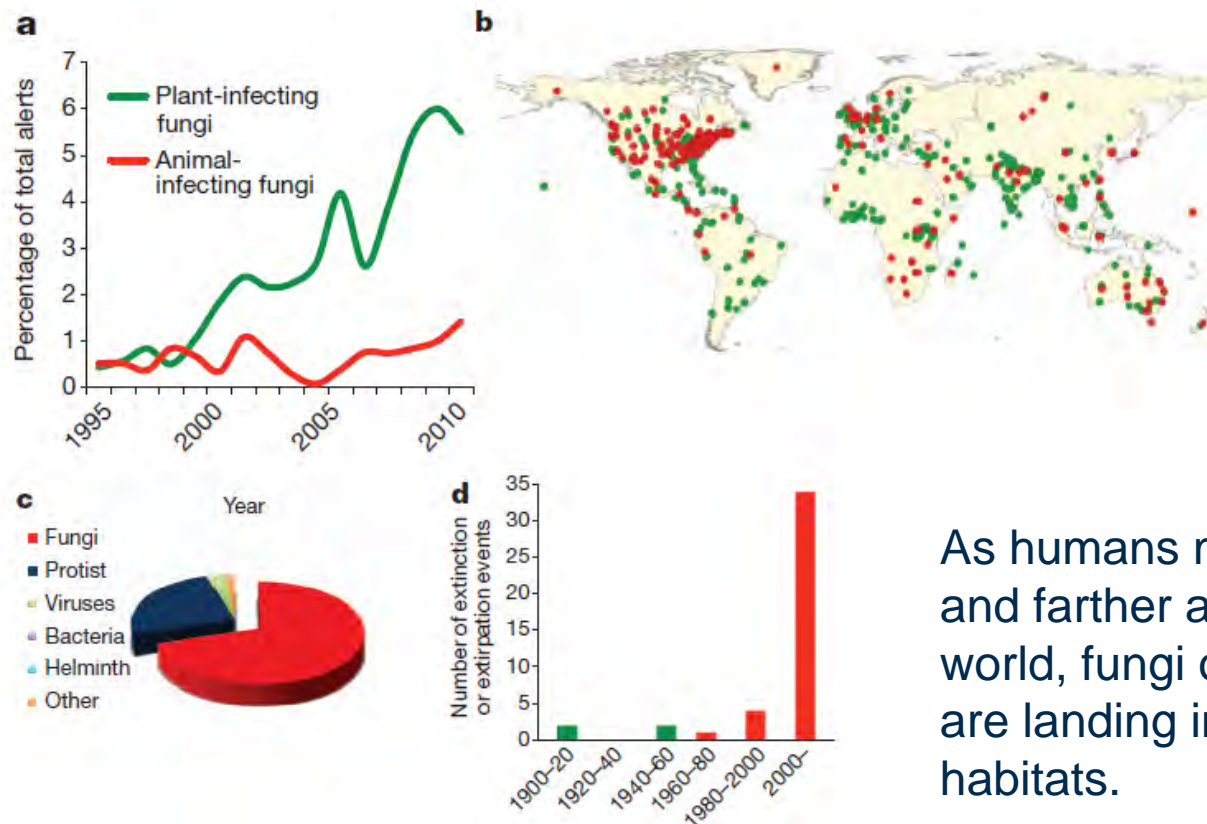 a
7
6
5
4
3
2
1
0
Percentage of total alerts
Plant-infecting
fungi
Animal-
infecting fungi
1995
2000
2005
2010
Year
b
c
Fungi
Protist
Viruses
Bacteria
Helminth
Other
d
35
30
25
20
15
10
5
0
Number of extinction
or extirpation events
1900–20
1920–40
1940–60
1960–80
1980–2000
2000–
As humans
and farther
world, fungi
are landing
habitats.